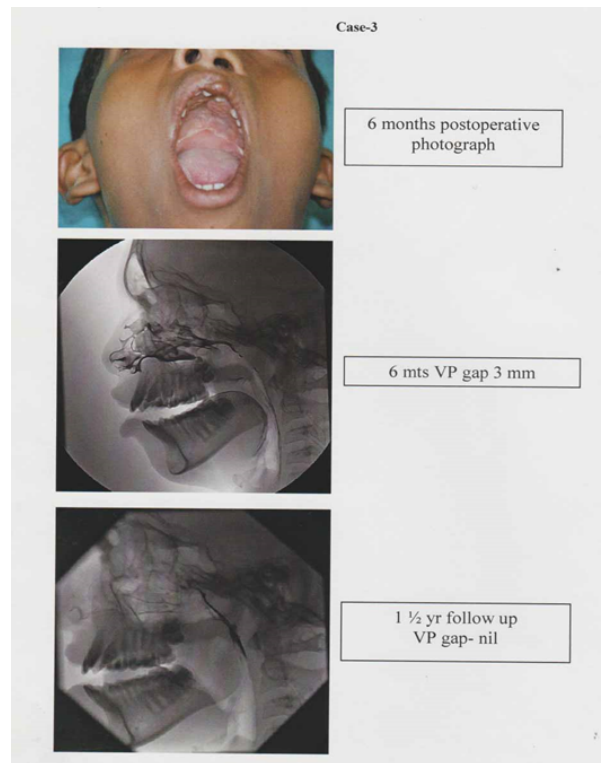 Case-3
6 months postoperative
photograph
6 mts VP gap 3 mm
1 ½ yr follow up
VP gap- nil